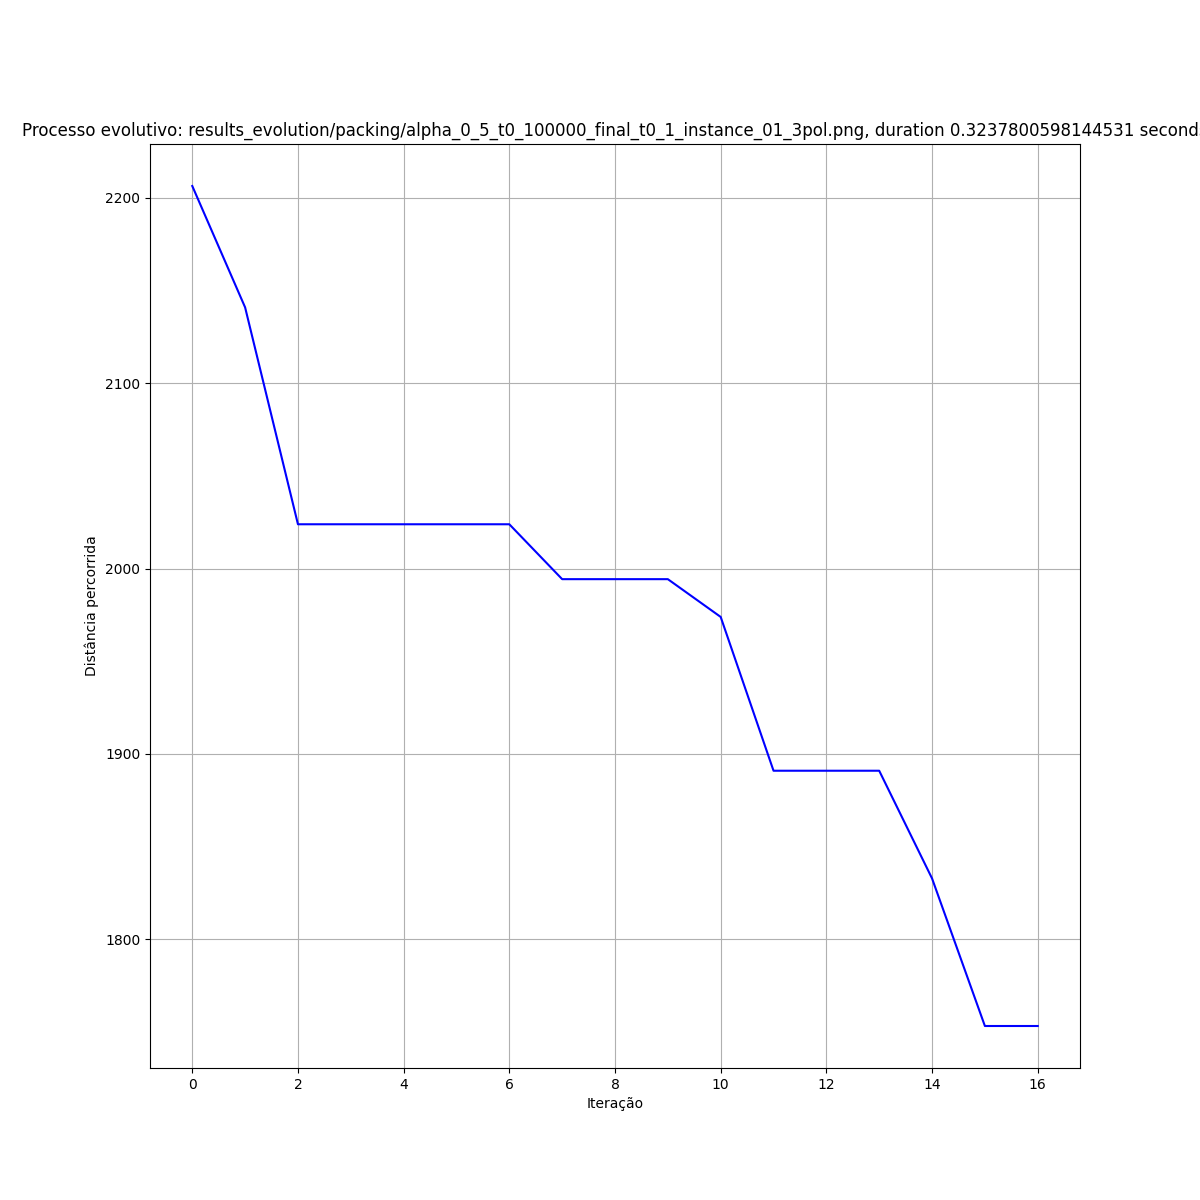 Processo evolutivo: results_evolution/packing/alpha_0_5_t0_100000_final_t0_1_instance_01_3pol.png, duration 0.3237800598144531 second
2200
2100
2000
1900
1800
Distância percorrida
0 2 4 6 8 10 12 14 16
Iteração